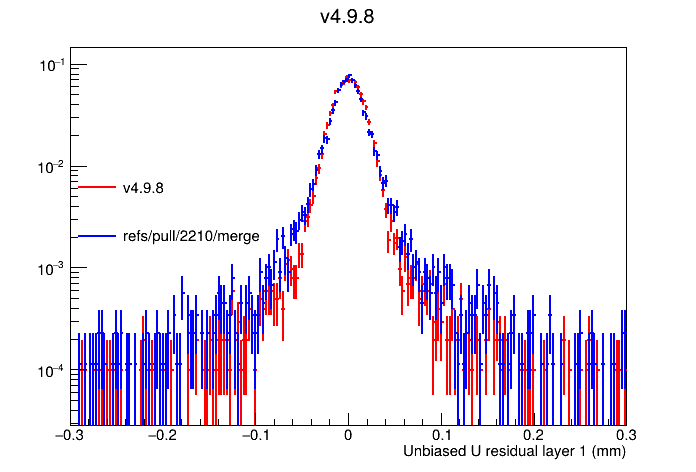 v4.9.8
10⁻¹
10⁻²
v4.9.8
refs/pull/2210/merge
10⁻³
10⁻⁴
−0.3 −0.2 −0.1 0 0.1 0.2 0.3
Unbiased U residual layer 1 (mm)